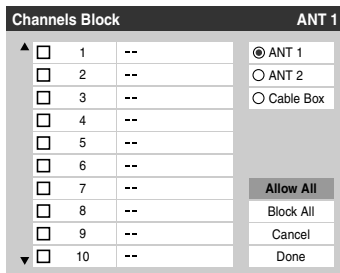 Channels Block ANT 1
1 -- ANT 1
2 -- ANT 2
3 -- Cable Box
4 --
5 --
6 --
7 -- Allow All
8 -- Block All
9 -- Cancel
10 -- Done